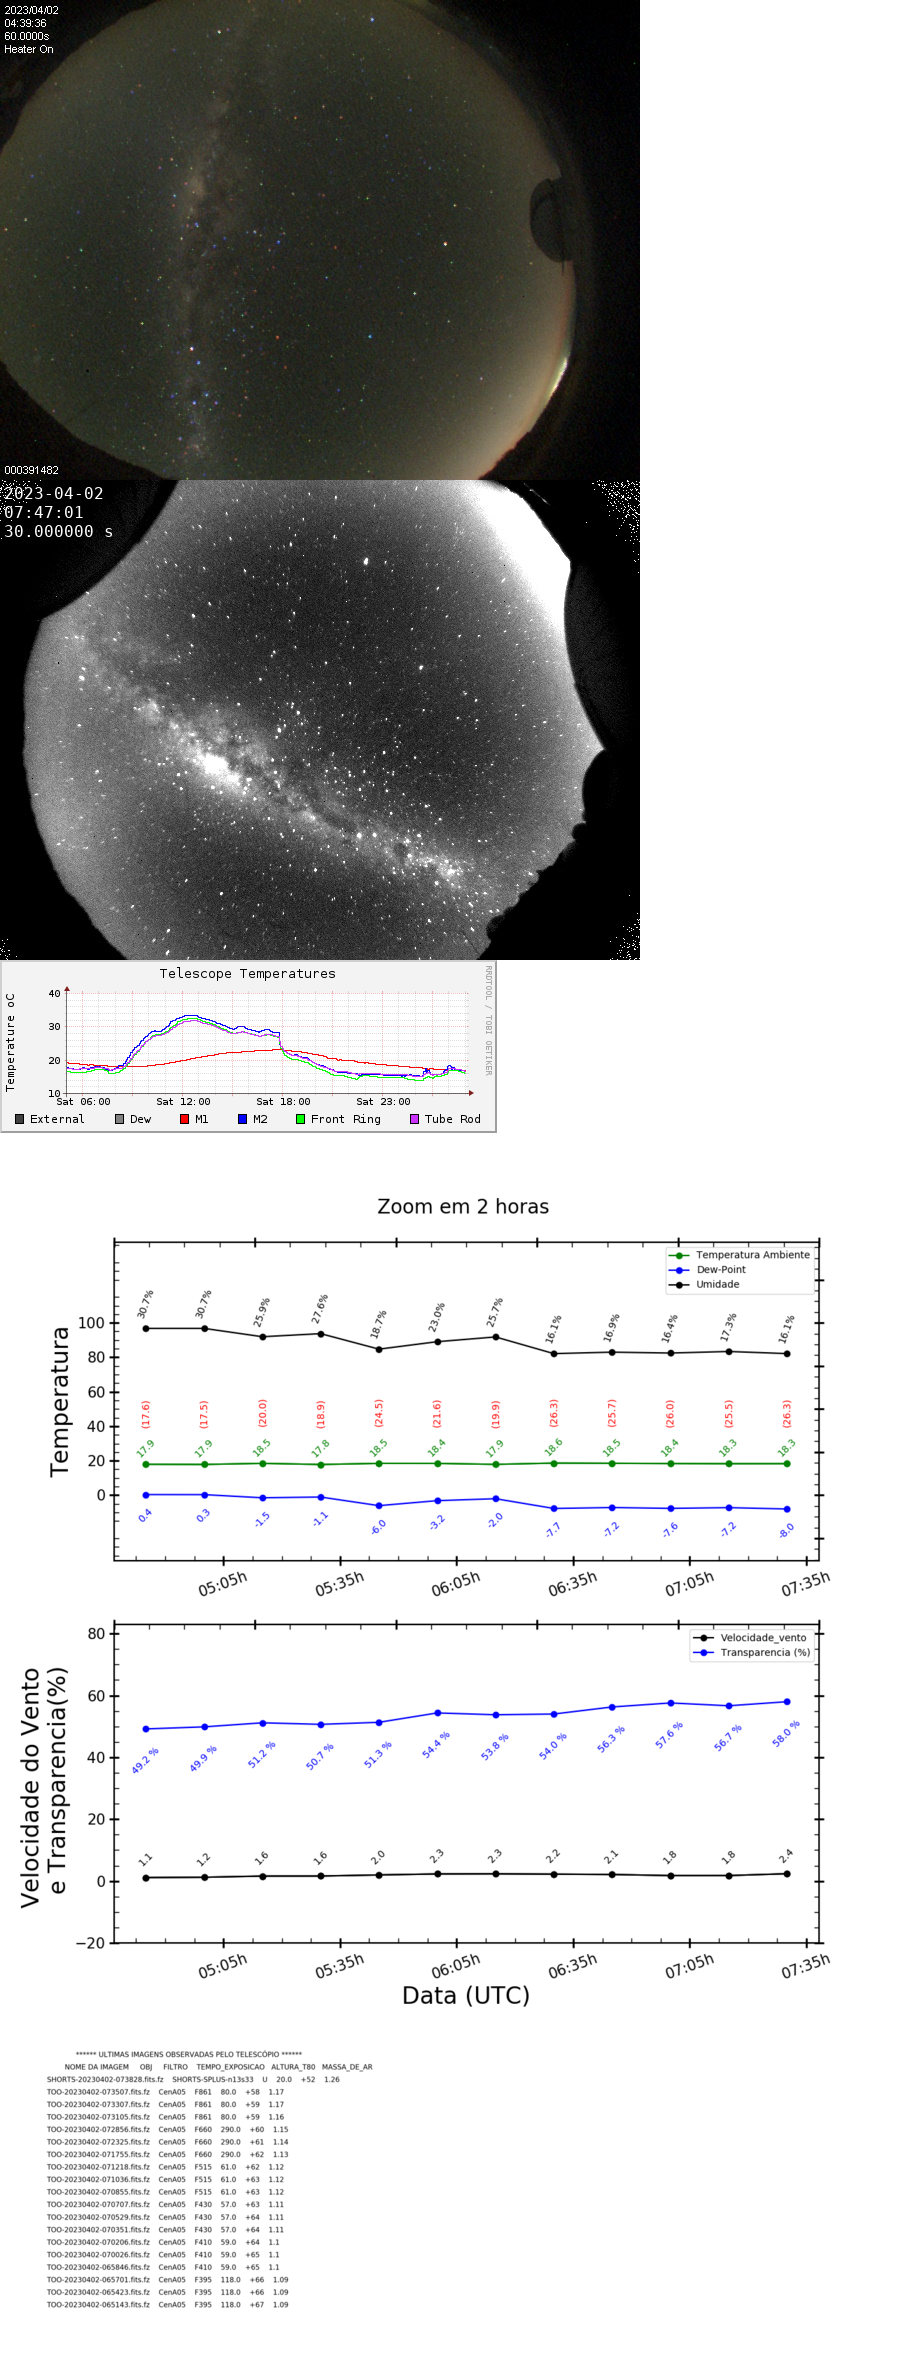 2023/04/02
04:39:36
60.0000s
Heater On
000391482
2023-04-02
07:47:01
30.000000 s
Telescope Temperatures
RRDTOOL / TOBI OETIKER
Temperature oC
40
30
20
10
Sat 06:00 Sat 12:00 Sat 18:00 Sat 23:00
External Dew M1 M2 Front Ring Tube Rod
Zoom em 2 horas
Temperatura Ambiente
Dew-Point
Umidade
Temperatura
100
80
60
40
20
0
30.7% 30.7% 25.9% 27.6% 18.7% 23.0% 25.7% 16.1% 16.9% 16.4% 17.3% 16.1%
(17.6) (17.5) (20.0) (18.9) (24.5) (21.6) (19.9) (26.3) (25.7) (26.0) (25.5) (26.3)
17.9 17.9 18.5 17.8 18.5 18.4 17.9 18.6 18.5 18.4 18.3 18.3
0.4 0.3 -1.5 -1.1 -6.0 -3.2 -2.0 -7.7 -7.2 -7.6 -7.2 -8.0
05:05h 05:35h 06:05h 06:35h 07:05h 07:35h
Velocidade_vento
Transparencia (%)
Velocidade do Vento
e Transparencia(%)
80
60
40
20
0
−20
49.2 % 49.9 % 51.2 % 50.7 % 51.3 % 54.4 % 53.8 % 54.0 % 56.3 % 57.6 % 56.7 % 58.0 %
1.1 1.2 1.6 1.6 2.0 2.3 2.3 2.2 2.1 1.8 1.8 2.4
05:05h 05:35h 06:05h 06:35h 07:05h 07:35h
Data (UTC)
****** ULTIMAS IMAGENS OBSERVADAS PELO TELESCÓPIO ******
NOME DA IMAGEM OBJ FILTRO TEMPO_EXPOSICAO ALTURA_T80 MASSA_DE_AR
SHORTS-20230402-073828.fits.fz SHORTS-SPLUS-n13s33 U 20.0 +52 1.26
TOO-20230402-073507.fits.fz CenA05 F861 80.0 +58 1.17
TOO-20230402-073307.fits.fz CenA05 F861 80.0 +59 1.17
TOO-20230402-073105.fits.fz CenA05 F861 80.0 +59 1.16
TOO-20230402-072856.fits.fz CenA05 F660 290.0 +60 1.15
TOO-20230402-072325.fits.fz CenA05 F660 290.0 +61 1.14
TOO-20230402-071755.fits.fz CenA05 F660 290.0 +62 1.13
TOO-20230402-071218.fits.fz CenA05 F515 61.0 +62 1.12
TOO-20230402-071036.fits.fz CenA05 F515 61.0 +63 1.12
TOO-20230402-070855.fits.fz CenA05 F515 61.0 +63 1.12
TOO-20230402-070707.fits.fz CenA05 F430 57.0 +63 1.11
TOO-20230402-070529.fits.fz CenA05 F430 57.0 +64 1.11
TOO-20230402-070351.fits.fz CenA05 F430 57.0 +64 1.11
TOO-20230402-070206.fits.fz CenA05 F410 59.0 +64 1.1
TOO-20230402-070026.fits.fz CenA05 F410 59.0 +65 1.1
TOO-20230402-065846.fits.fz CenA05 F410 59.0 +65 1.1
TOO-20230402-065701.fits.fz CenA05 F395 118.0 +66 1.09
TOO-20230402-065423.fits.fz CenA05 F395 118.0 +66 1.09
TOO-20230402-065143.fits.fz CenA05 F395 118.0 +67 1.09